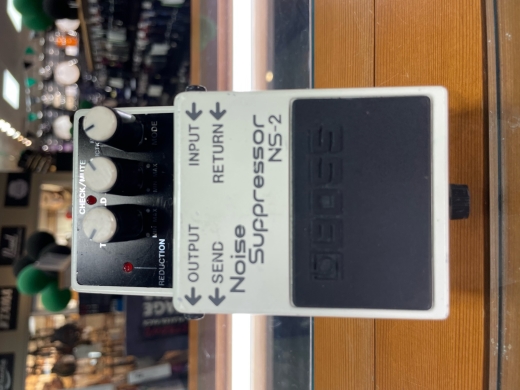 CHECK/MUTE
REDUCTION
OUTPUT
INPUT
SEND
RETURN
Noise
Suppressor
NS-2
BOSS